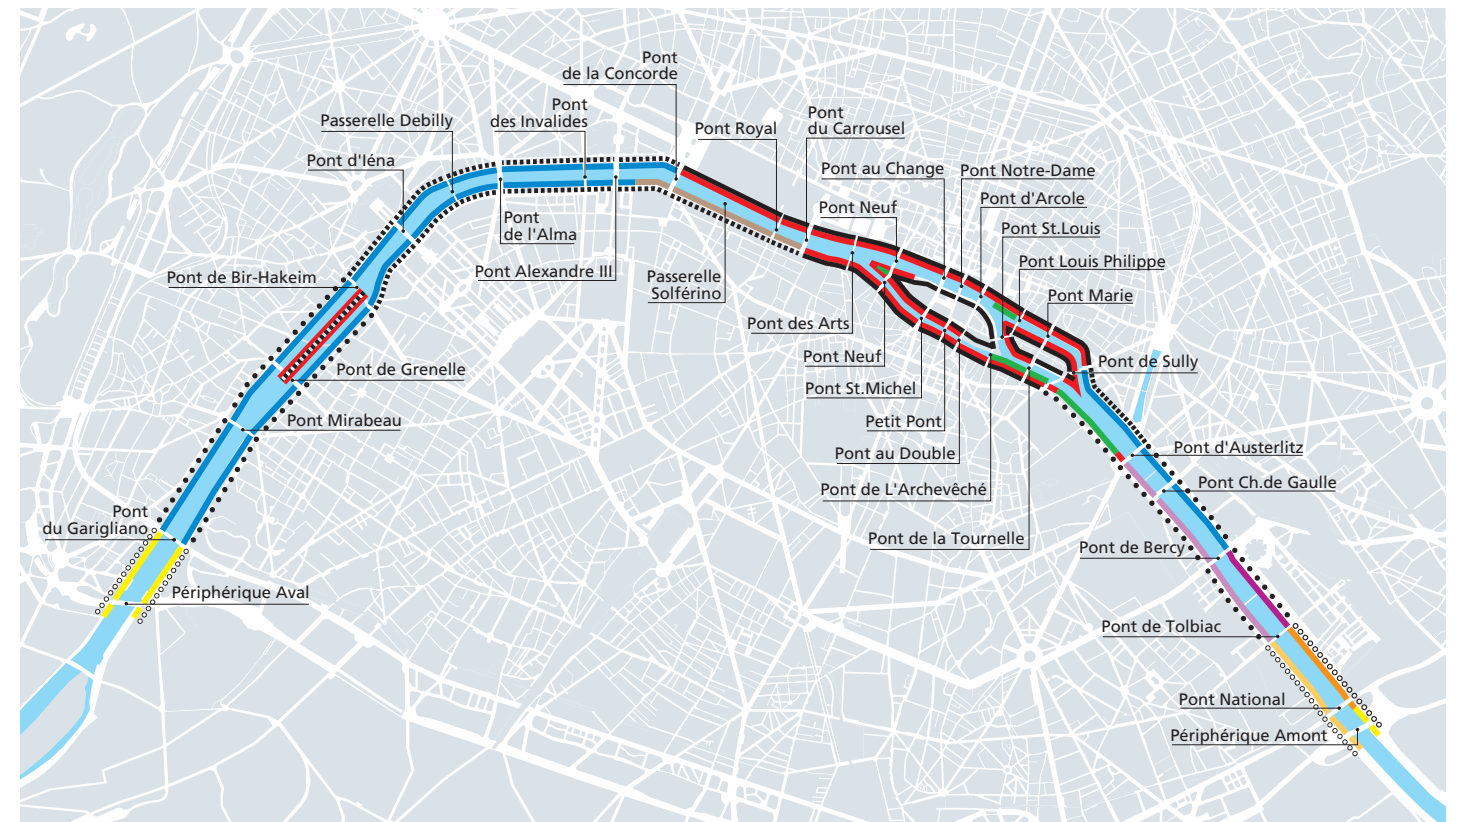 Pont
de la Concorde
Pont
des Invalides
Passerelle Debilly
Pont d'Iéna
Pont Royal
Pont
du Carrousel
Pont au Change
Pont Notre-Dame
Pont Neuf
Pont d'Arcole
Pont St.Louis
Pont
de l'Alma
Pont Louis Philippe
Pont Alexandre III
Pont de Bir-Hakeim
Passerelle
Solférino
Pont Marie
Pont des Arts
Pont Neuf
Pont de Sully
Pont de Grenelle
Pont St.Michel
Pont Mirabeau
Petit Pont
Pont d'Austerlitz
Pont au Double
Pont Ch.de Gaulle
Pont de L'Archevêché
Pont
du Garigliano
Pont de la Tournelle
Pont de Bercy
Périphérique Aval
Pont de Tolbiac
Pont National
Périphérique Amont